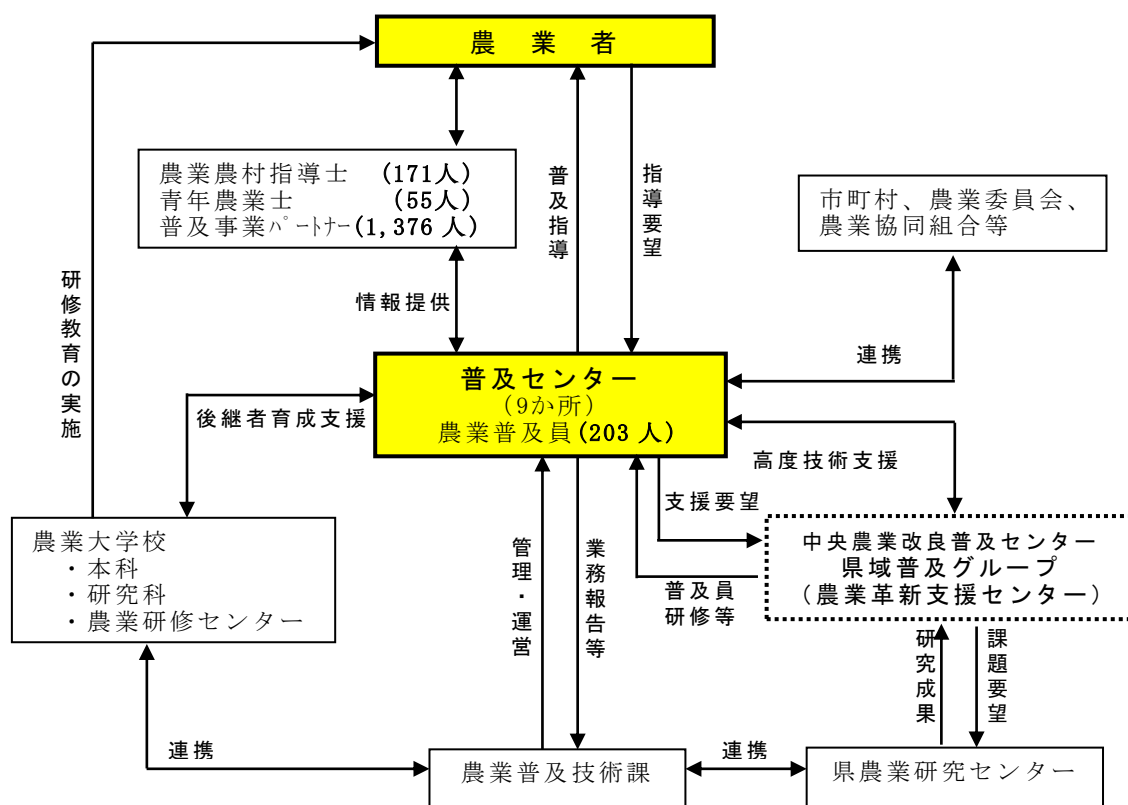 農 業 者
農業農村指導士 (171人)
青年農業士 (55人)
普及事業パートナー(1,376 人)
普及指導
指導要望
市町村、農業委員会、
農業協同組合等
研修教育の実施
情報提供
連携
普及センター
(9か所)
農業普及員(203 人)
後継者育成支援
高度技術支援
支援要望
農業大学校
・本科
・研究科
・農業研修センター
管理・運営
業務報告等
普及員
研修等
中央農業改良普及センター
県域普及グループ
(農業革新支援センター)
研究成果
課題要望
連携
農業普及技術課
連携
県農業研究センター